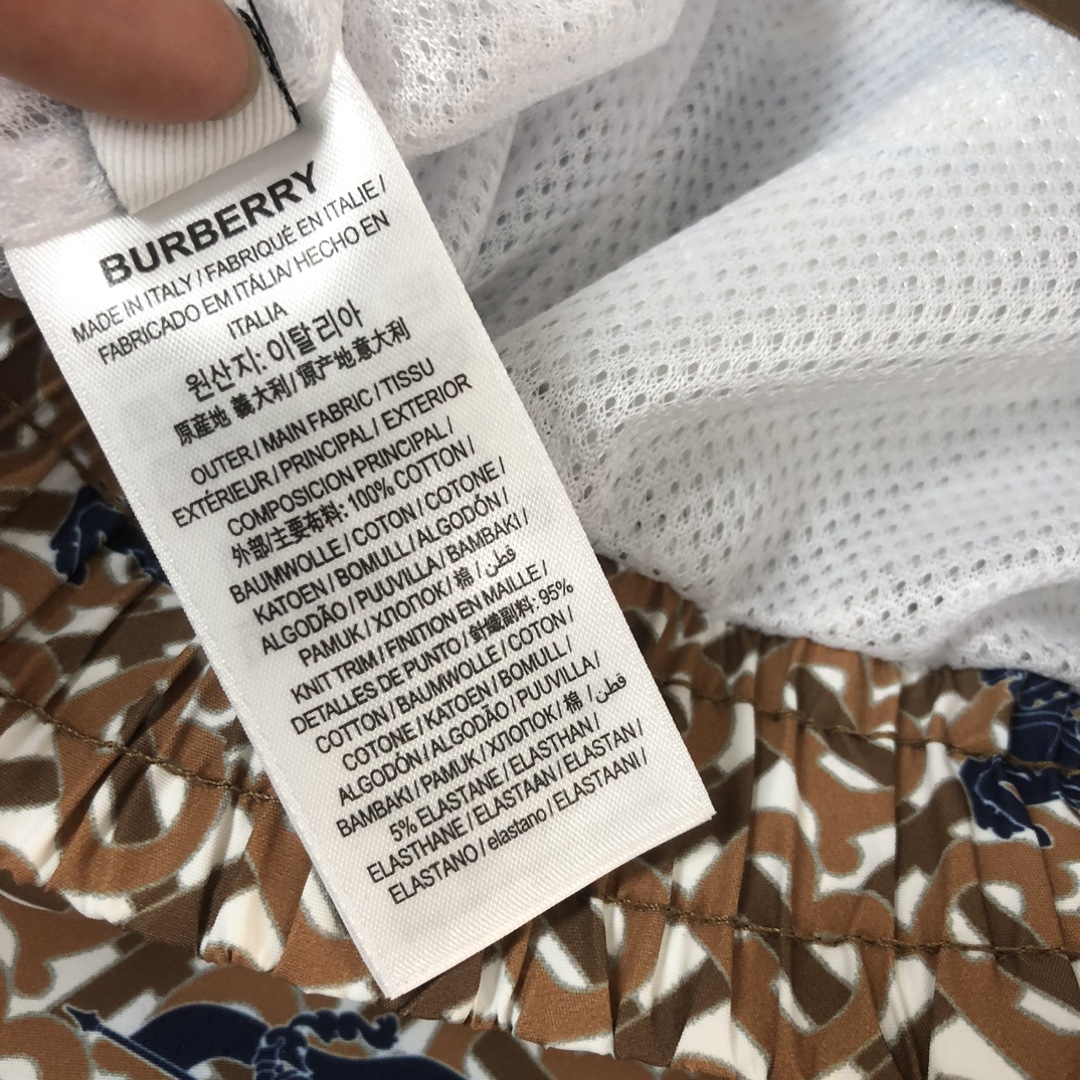 BURBERRY
MADE IN ITALY / FABRIQUÉ EN ITALIE /
FABRICADO EM ITÁLIA/ HECHO EN
ITALIA
원산지: 이탈리아
原産地 義大利 / 原产地 意大利
OUTER / MAIN FABRIC / TISSU
EXTÉRIEUR / PRINCIPAL / EXTERIOR
COMPOSICION PRINCIPAL /
外部/主要布料: 100% COTTON /
BAUMWOLLE / COTON / COTONE /
KATOEN / BOMULL / ALGODÓN /
ALGODÃO / PUUVILLA / BAMBAKI /
PAMUK / ХЛОПОК / 棉 / قطن
KNIT TRIM / FINITION EN MAILLE /
DETALLES DE PUNTO / 針織副料: 95%
COTTON / BAUMWOLLE / COTON /
COTONE / KATOEN / BOMULL /
ALGODÓN / ALGODÃO / PUUVILLA /
BAMBAKI / PAMUK / ХЛОПОК / 棉 / قطن
5% ELASTANE / ELASTHAN /
ELASTHANE / ELASTAAN / ELASTAN /
ELASTANO / elastano / ELASTAANI /